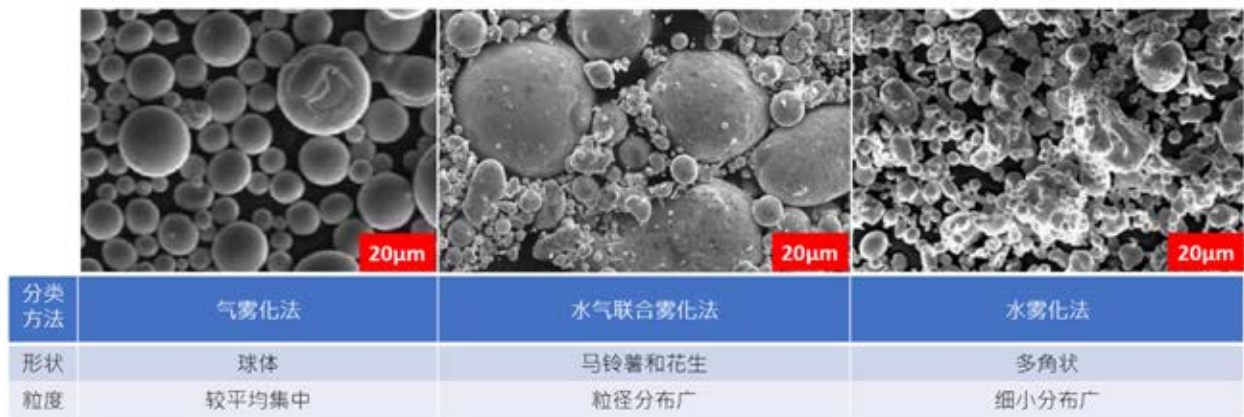 20μm
20μm
20μm
分类
方法
气雾化法
水气联合雾化法
水雾化法
形状
球体
马铃薯和花生
多角状
粒度
较平均集中
粒径分布广
细小分布广